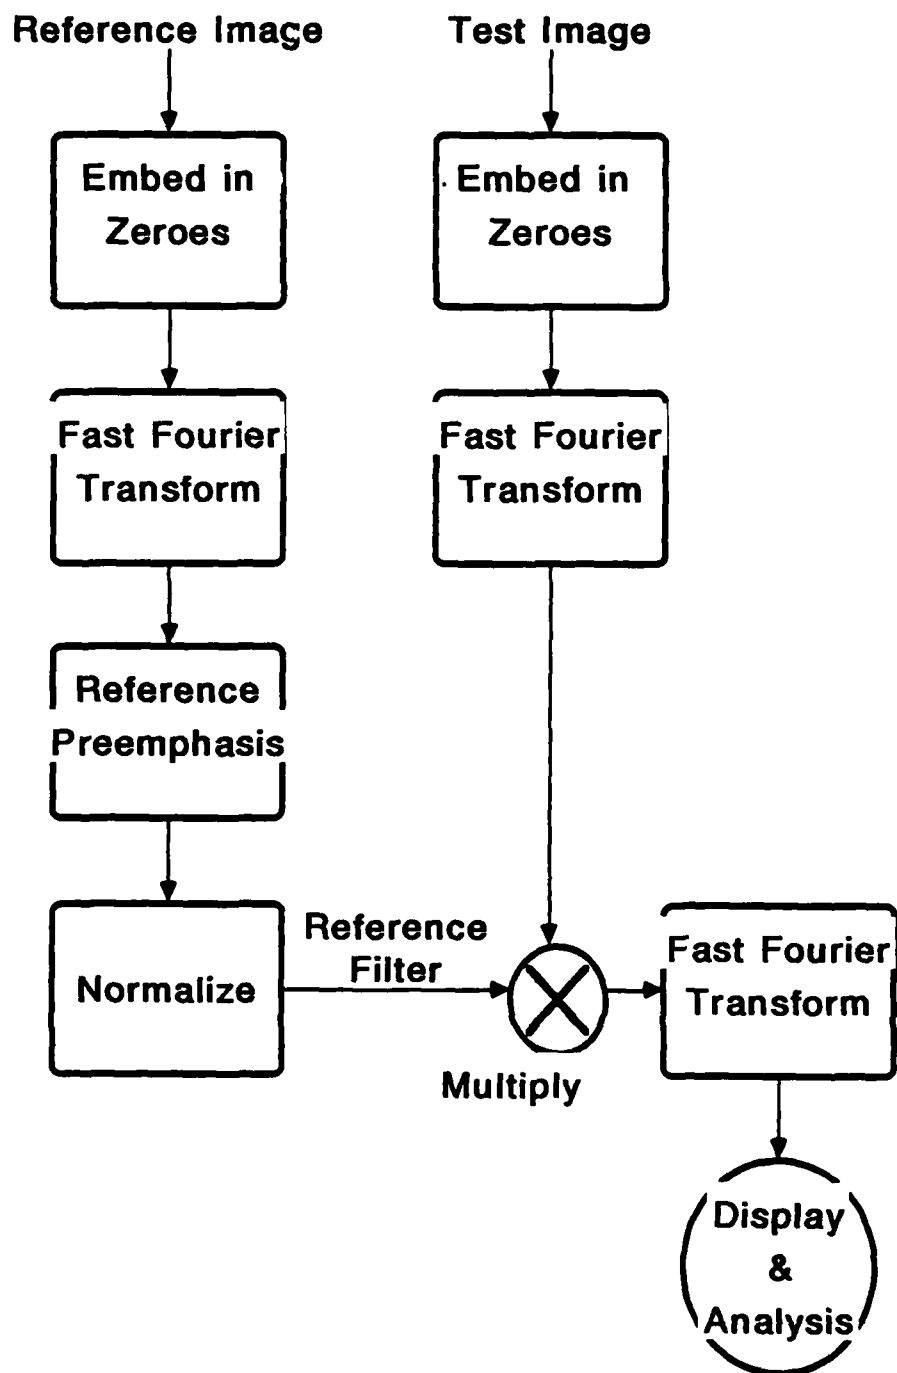 Reference Image
Test Image
Embed in
Zeroes
Embed in
Zeroes
Fast Fourier
Transform
Fast Fourier
Transform
Reference
Preemphasis
Normalize
Reference
Filter
Multiply
Fast Fourier
Transform
Display
&
Analysis